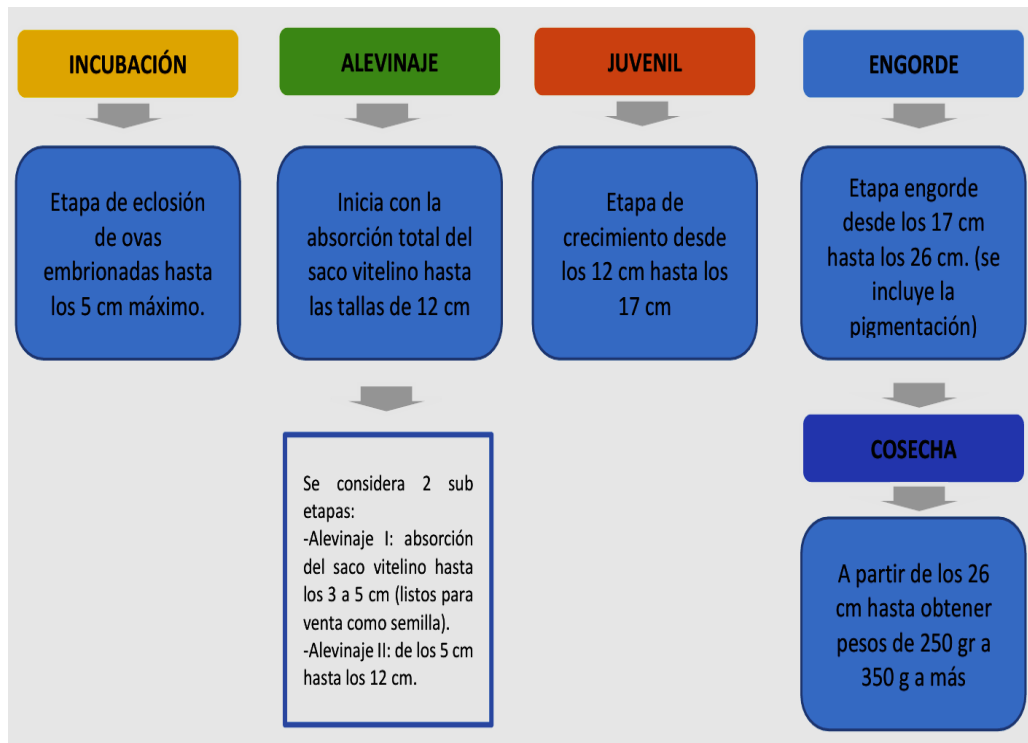 INCUBACIÓN
Etapa de eclosión
de ovas
embrionadas hasta
los 5 cm máximo.
ALEVINAJE
Inicia con la
absorción total del
saco vitelino hasta
las tallas de 12 cm
Se considera 2 sub
etapas:
-Alevinaje I: absorción
del saco vitelino hasta
los 3 a 5 cm (listos para
venta como semilla).
-Alevinaje II: de los 5 cm
hasta los 12 cm.
JUVENIL
Etapa de
crecimiento desde
los 12 cm hasta los
17 cm
ENGORDE
Etapa engorde
desde los 17 cm
hasta los 26 cm. (se
incluye la
pigmentación)
COSECHA
A partir de los 26
cm hasta obtener
pesos de 250 gr a
350 g a más